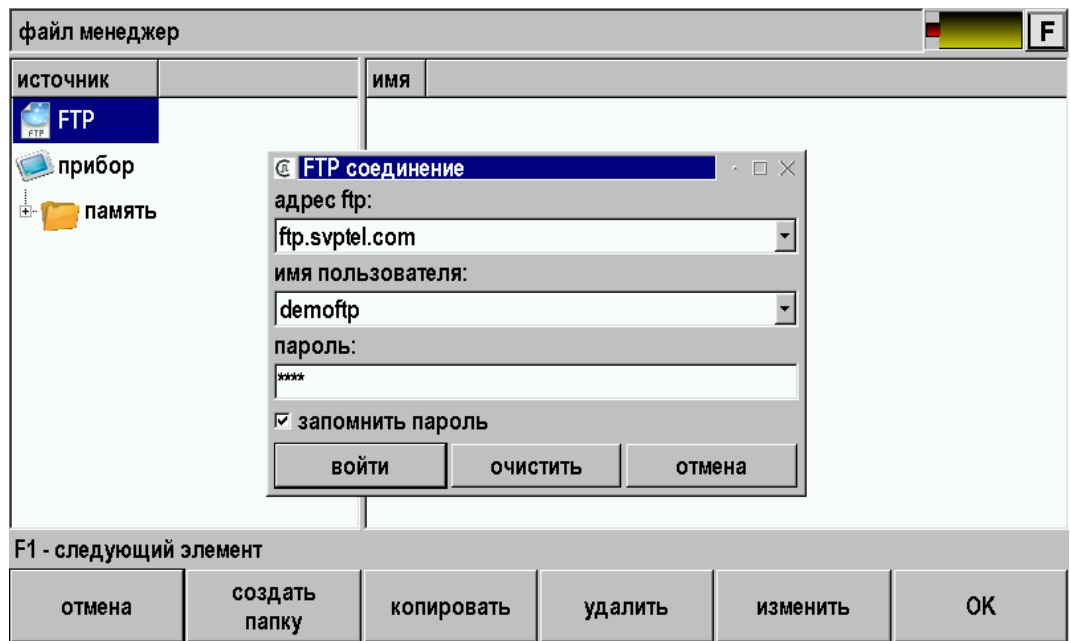 файл менеджер
F
источник
имя
FTP
FTP
прибор
память
FTP соединение
адрес ftp:
ftp.svptel.com
имя пользователя:
demoftp
пароль:
****
запомнить пароль
войти очистить отмена
F1 - следующий элемент
отмена
создать
папку
копировать
удалить
изменить
OK